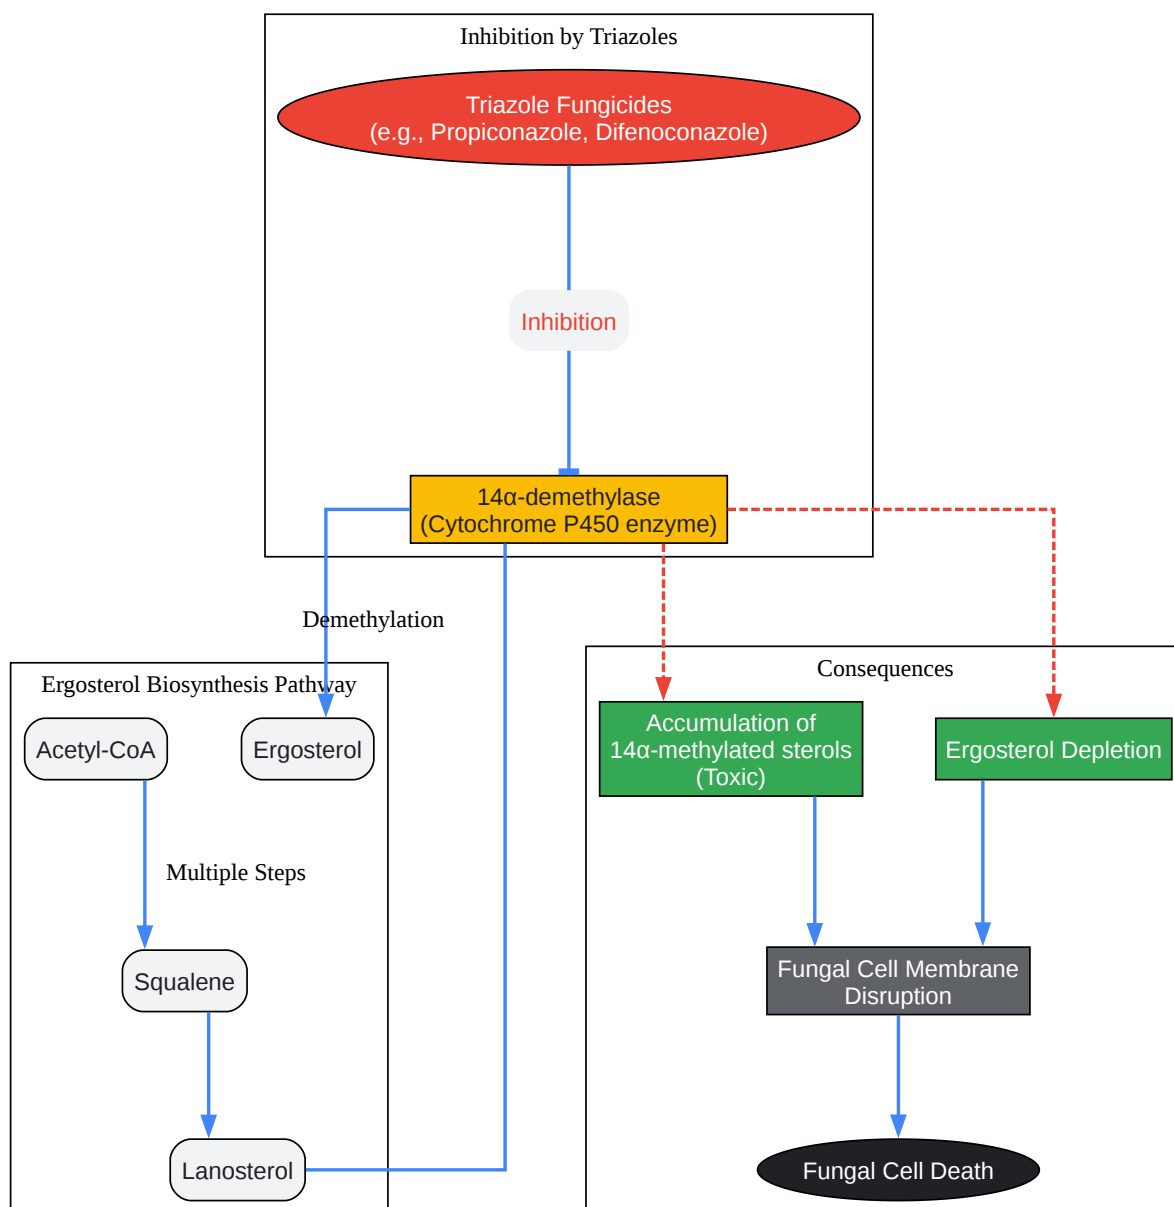 Inhibition by Triazoles
Triazole Fungicides
(e.g., Propiconazole, Difenoconazole)
Inhibition
14α-demethylase
(Cytochrome P450 enzyme)
Demethylation
Ergosterol Biosynthesis Pathway
Acetyl-CoA
Ergosterol
Multiple Steps
Squalene
Lanosterol
Consequences
Accumulation of
14α-methylated sterols
(Toxic)
Ergosterol Depletion
Fungal Cell Membrane
Disruption
Fungal Cell Death